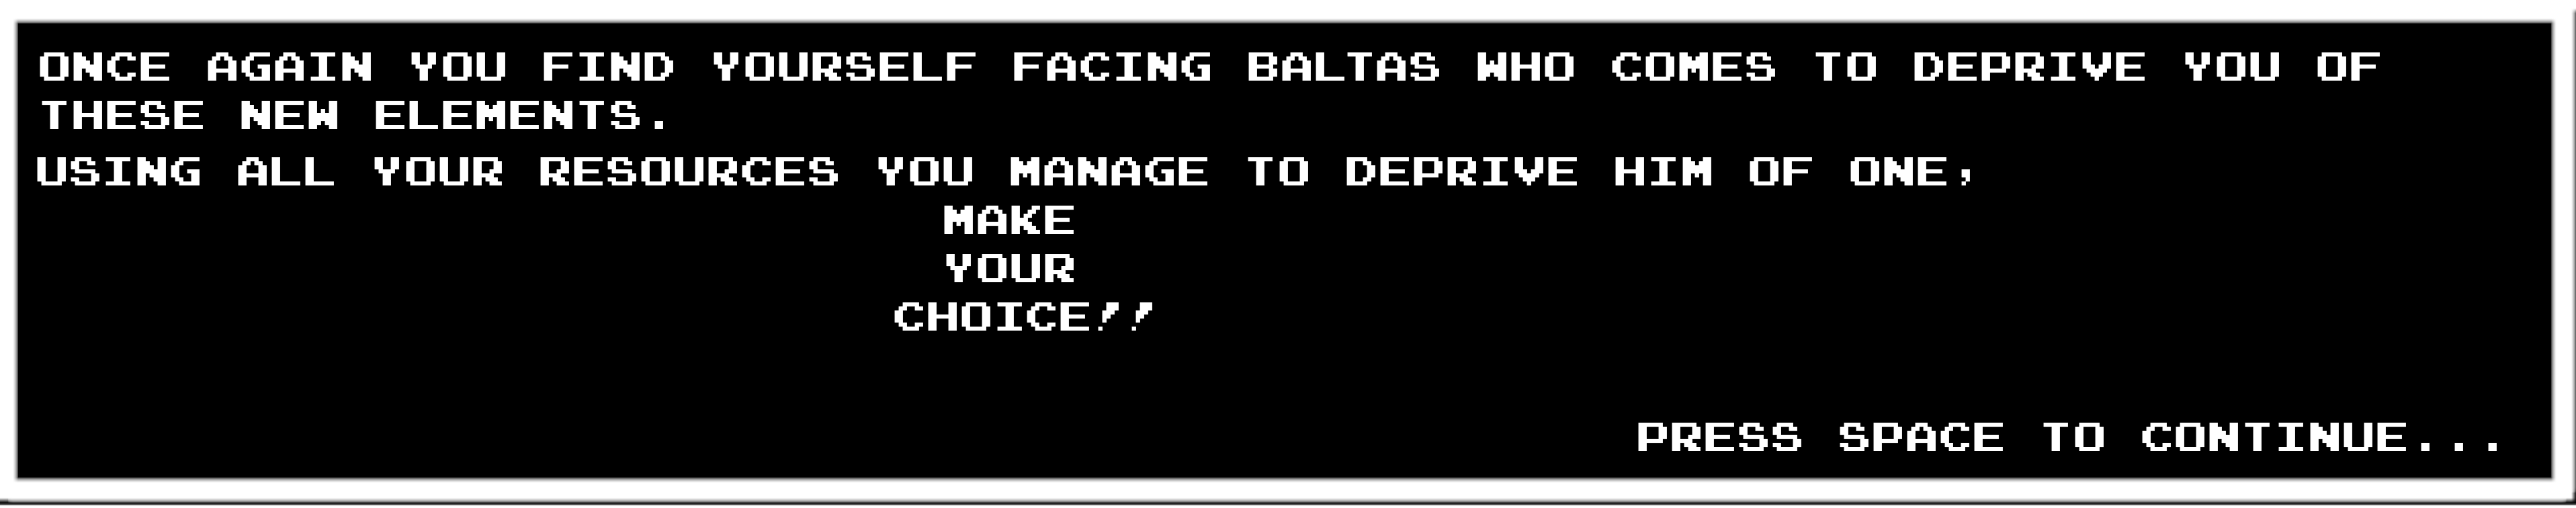 ONCE AGAIN YOU FIND YOURSELF FACING BALTAS WHO COMES TO DEPRIVE YOU OF
THESE NEW ELEMENTS.
USING ALL YOUR RESOURCES YOU MANAGE TO DEPRIVE HIM OF ONE,
MAKE
YOUR
CHOICE!!
PRESS SPACE TO CONTINUE...